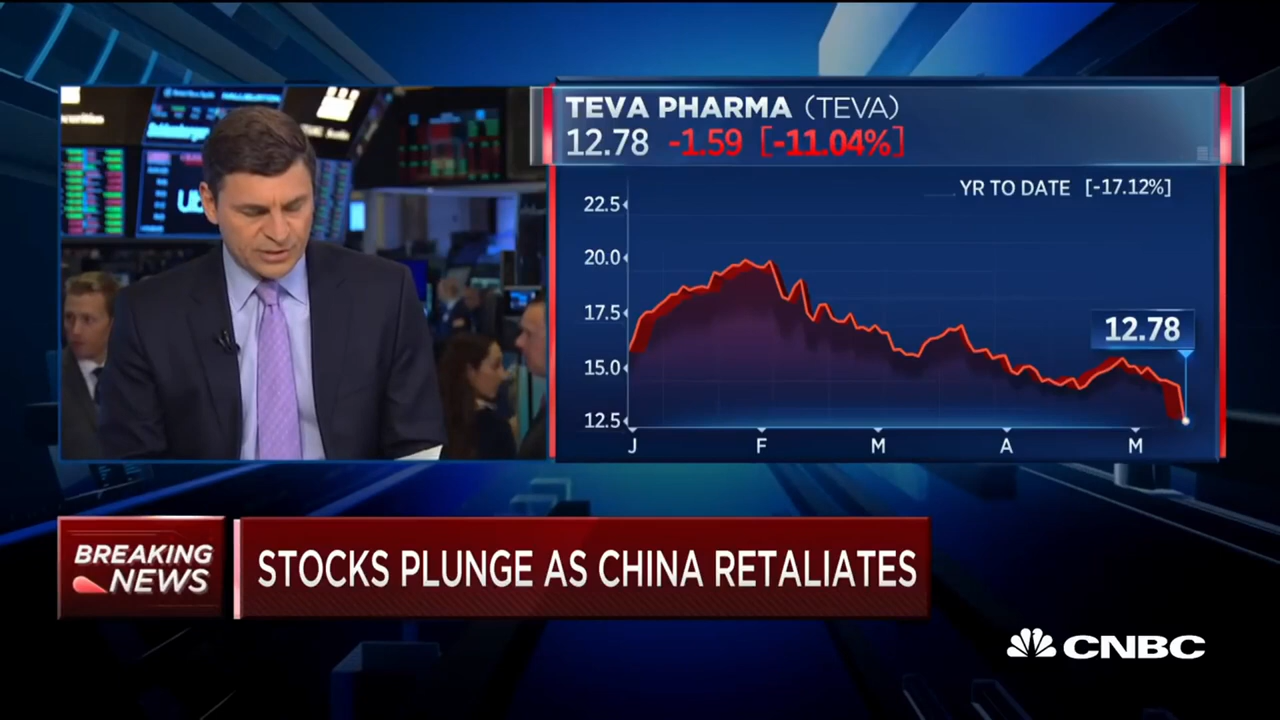 TEVA PHARMA (TEVA)
12.78 -1.59 [-11.04%]
YR TO DATE [-17.12%]
22.5
20.0
17.5
15.0
12.5
12.78
J F M A M
BREAKING
NEWS
STOCKS PLUNGE AS CHINA RETALIATES
CNBC